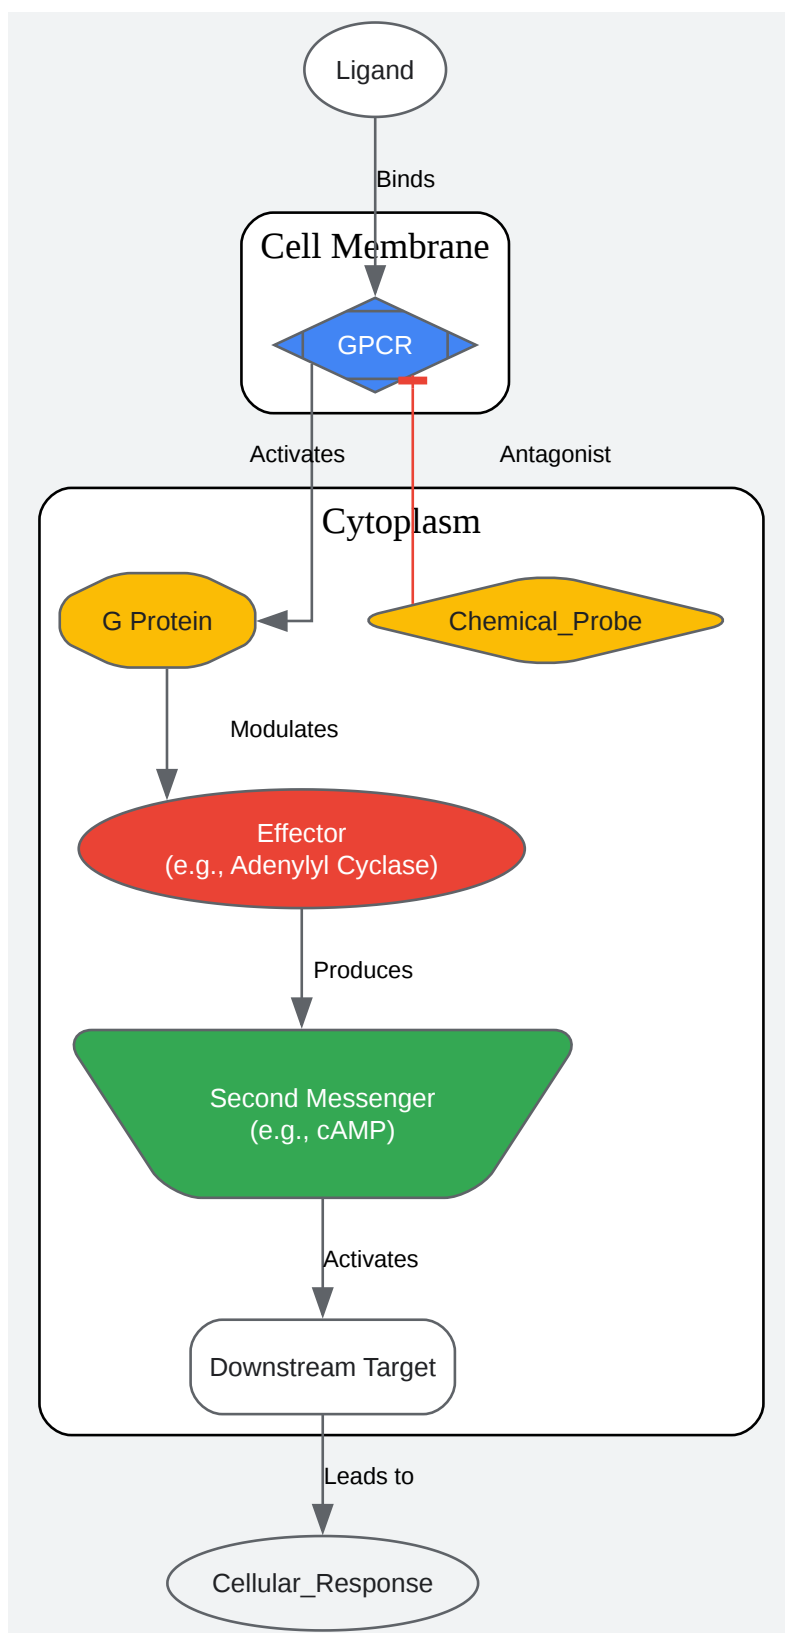 Ligand
Binds
Cell Membrane
GPCR
Activates
Antagonist
Cytoplasm
G Protein
Chemical_Probe
Modulates
Effector
(e.g., Adenylyl Cyclase)
Produces
Second Messenger
(e.g., cAMP)
Activates
Downstream Target
Leads to
Cellular_Response